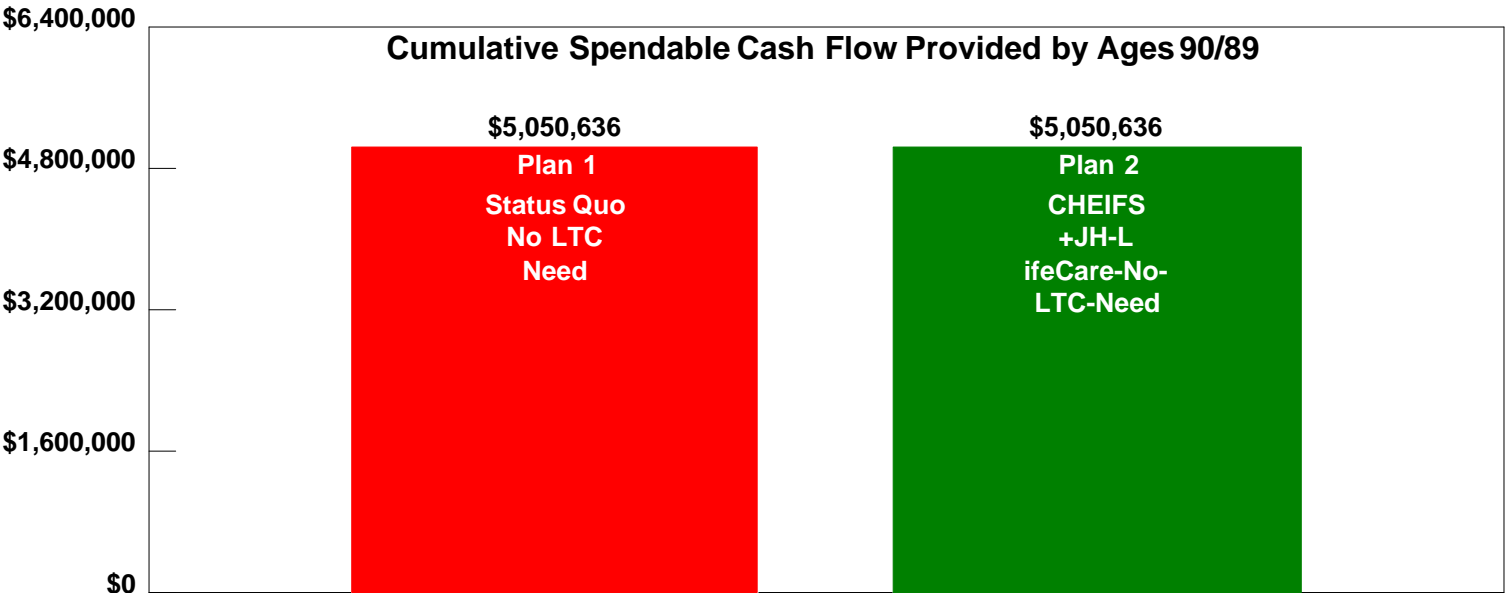 $6,400,000
Cumulative Spendable Cash Flow Provided by Ages 90/89
$5,050,636
$5,050,636
$4,800,000
Plan 1
Status Quo
No LTC
Need
Plan 2
CHEIFS
+JH-L
ifeCare-No-
LTC-Need
$3,200,000
$1,600,000
$0